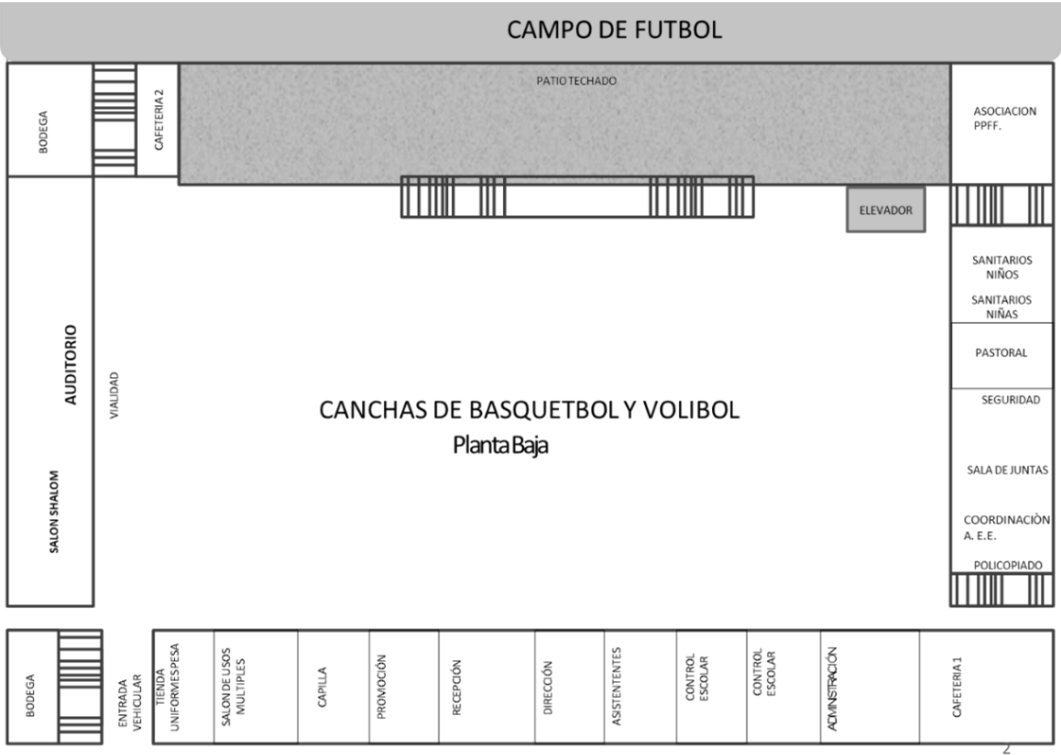 CAMPO DE FUTBOL
PATIO TECHADO
BODEGA
CAFETERIA 2
ASOCIACION
PPFF.
ELEVADOR
SANITARIOS
NIÑOS
SANITARIOS
NIÑAS
PASTORAL
SEGURIDAD
SALA DE JUNTAS
COORDINACIÒN
A. E.E.
POLICOPIADO
AUDITORIO
SALON SHALOM
VIALIDAD
CANCHAS DE BASQUETBOL Y VOLIBOL
Planta Baja
BODEGA
ENTRADA
VEHICULAR
TIENDA
UNIFORMES PESA
SALON DE USOS
MULTIPLES
CAPILLA
PROMOCIÓN
RECEPCIÓN
DIRECCIÓN
ASISTENTENTES
CONTROL
ESCOLAR
CONTROL
ESCOLAR
ADMINISTRACIÓN
CAFETERIA 1
2